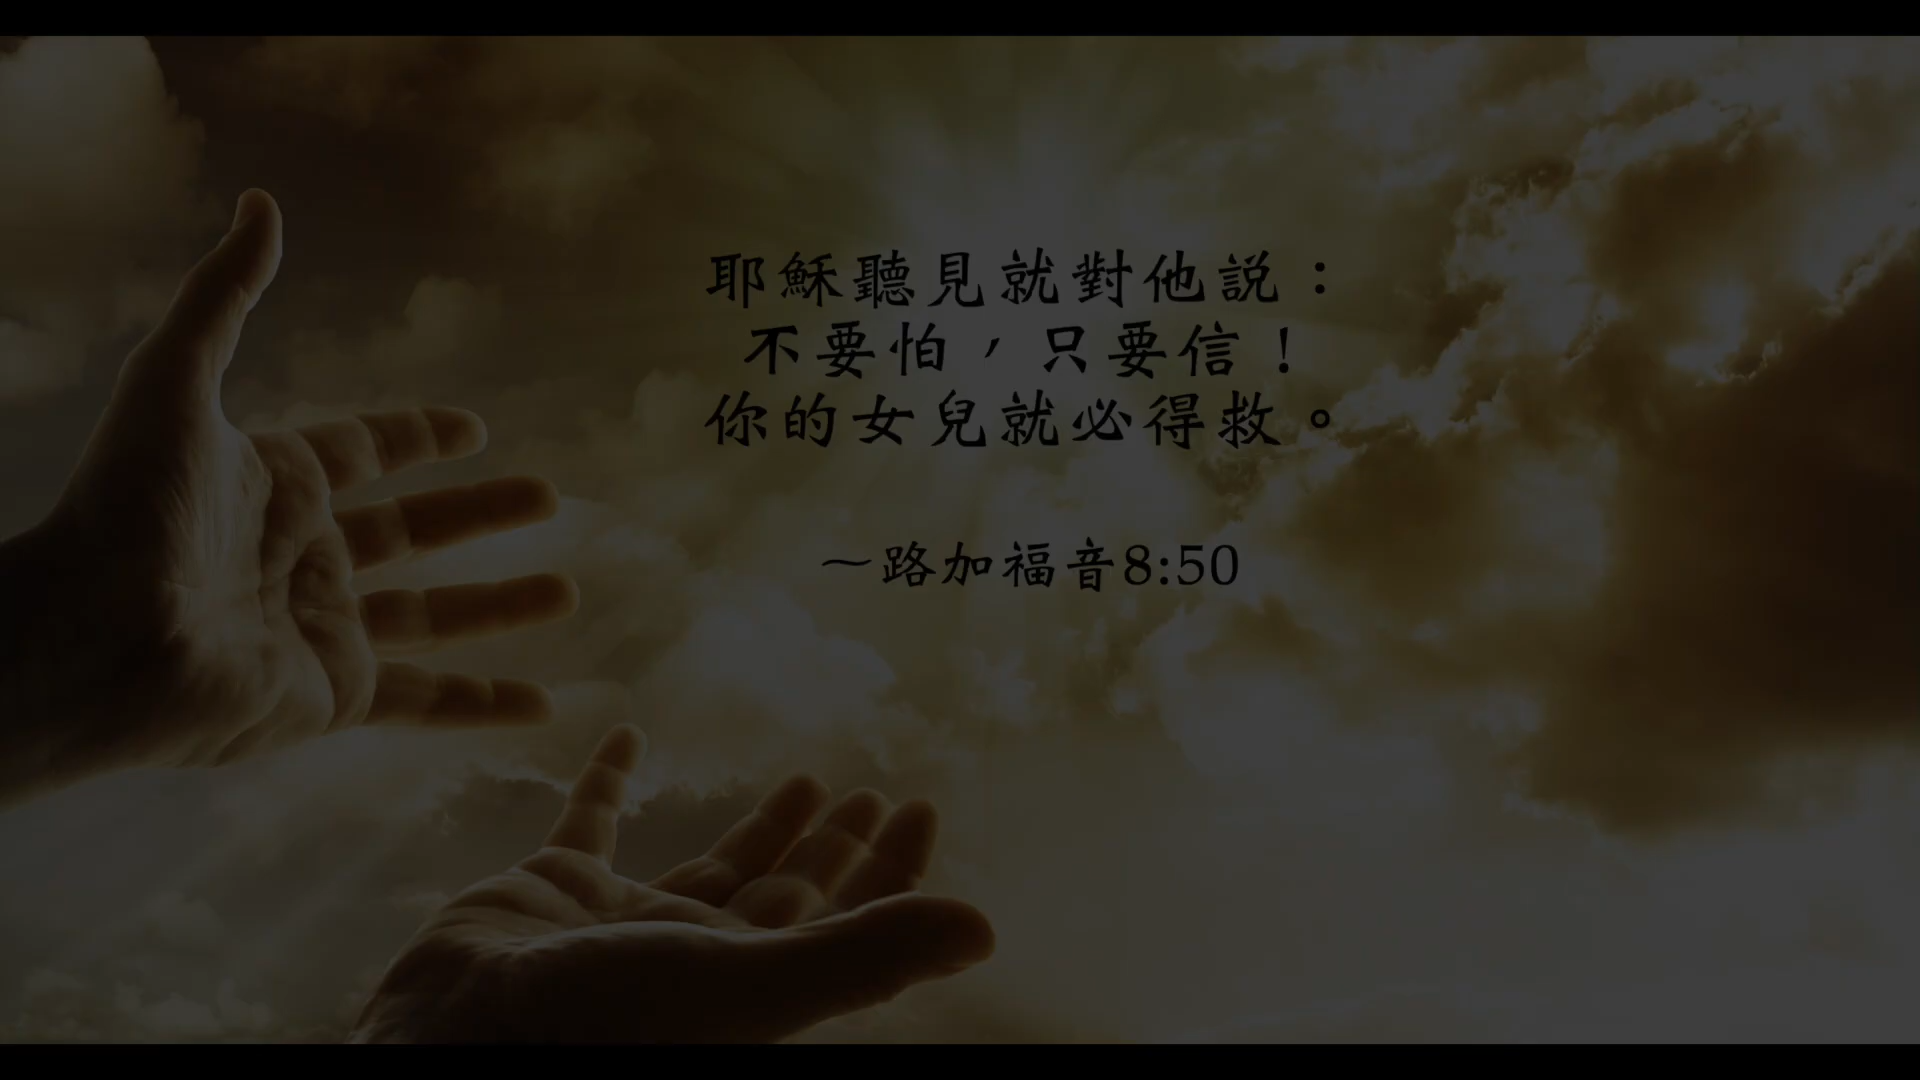 耶穌聽見就對他説：
不要怕，只要信！
你的女兒就必得救。
～路加福音8:50